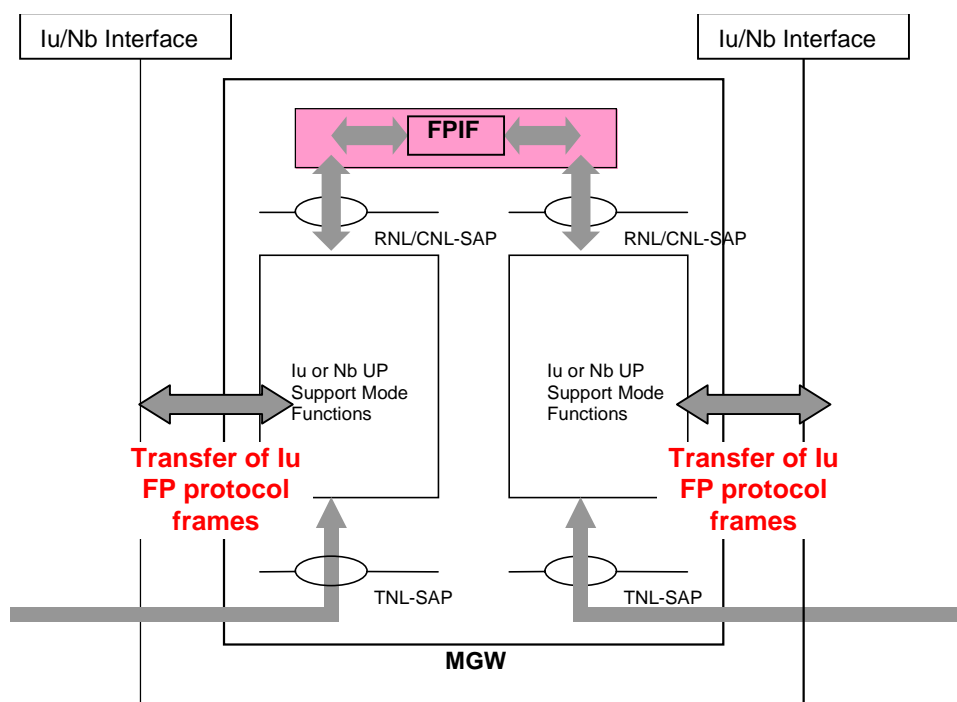 Iu/Nb Interface
Iu/Nb Interface
FPIF
RNL/CNL-SAP
RNL/CNL-SAP
Iu or Nb UP
Support Mode
Functions
Iu or Nb UP
Support Mode
Functions
Transfer of Iu
FP protocol
frames
Transfer of Iu
FP protocol
frames
TNL-SAP
TNL-SAP
MGW